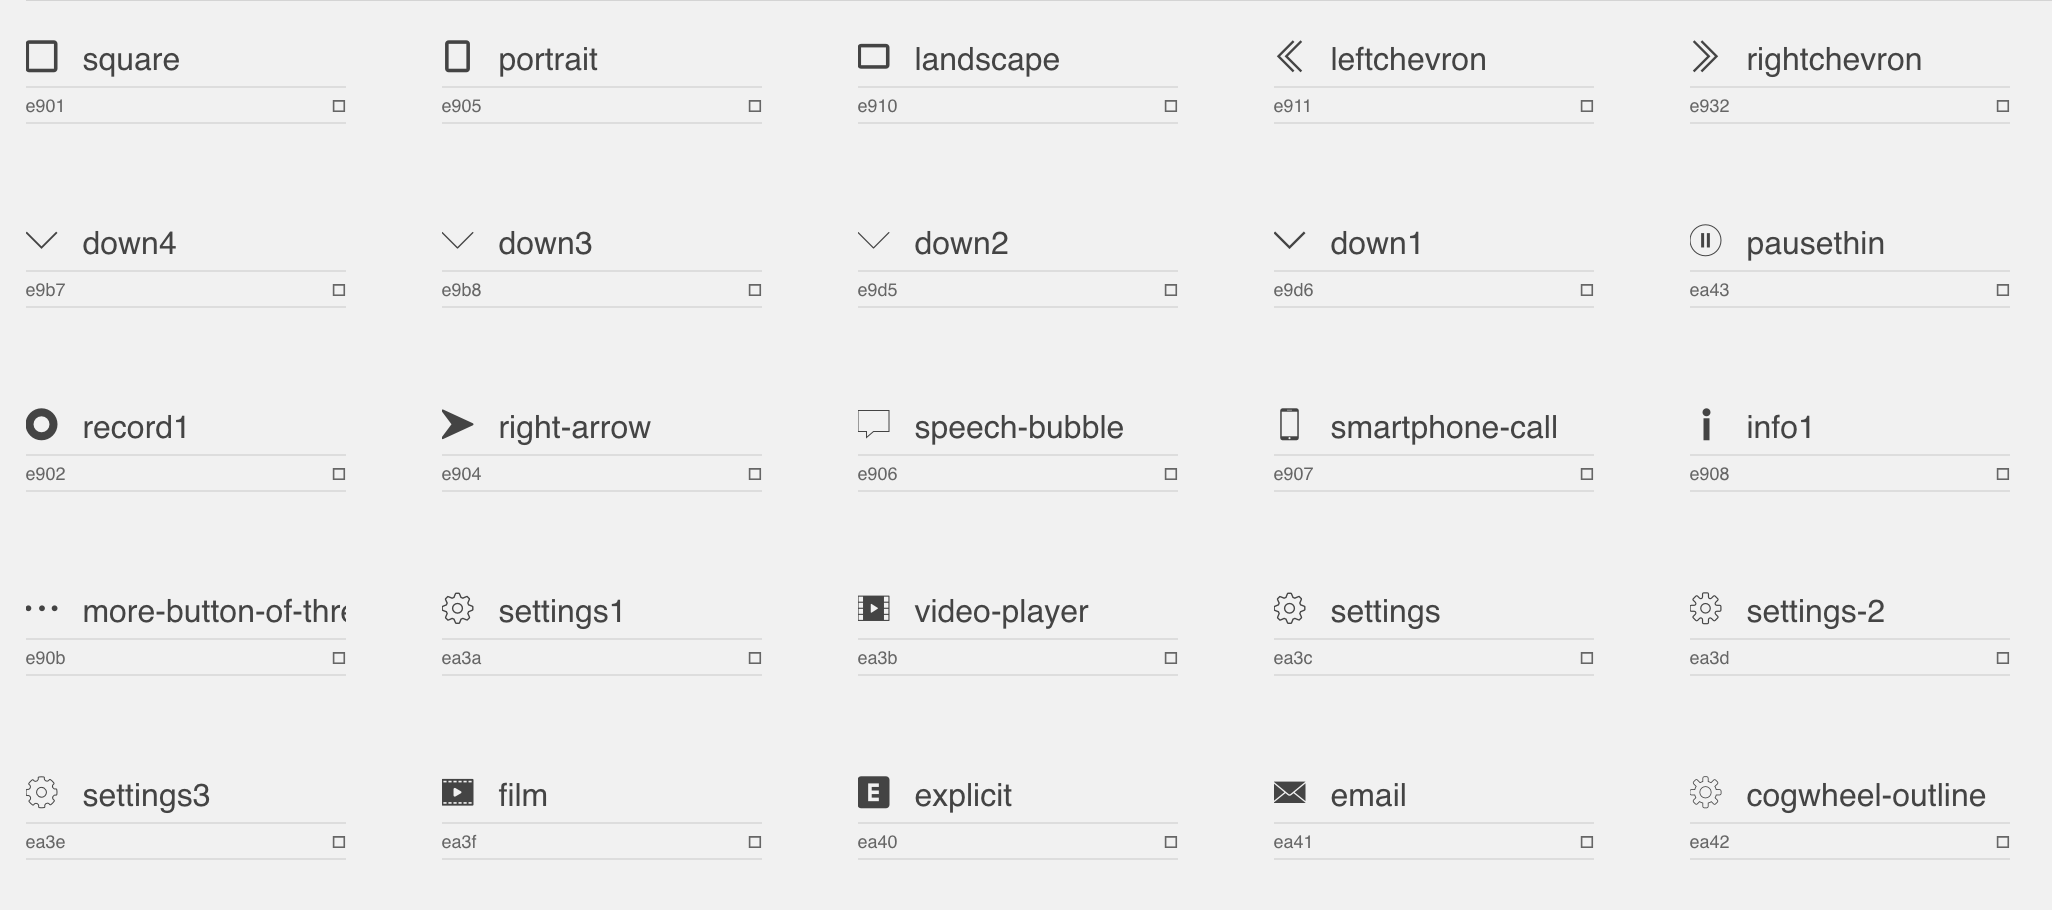 square
portrait
landscape
leftchevron
rightchevron
e901
e905
e910
e911
e932
down4
down3
down2
down1
pausethin
e9b7
e9b8
e9d5
e9d6
ea43
record1
right-arrow
speech-bubble
smartphone-call
info1
e902
e904
e906
e907
e908
more-button-of-thre
settings1
video-player
settings
settings-2
e90b
ea3a
ea3b
ea3c
ea3d
settings3
film
E
explicit
email
cogwheel-outline
ea3e
ea3f
ea40
ea41
ea42